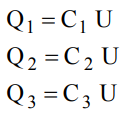 Q₁ = C₁ U
Q₂ = C₂ U
Q₃ = C₃ U